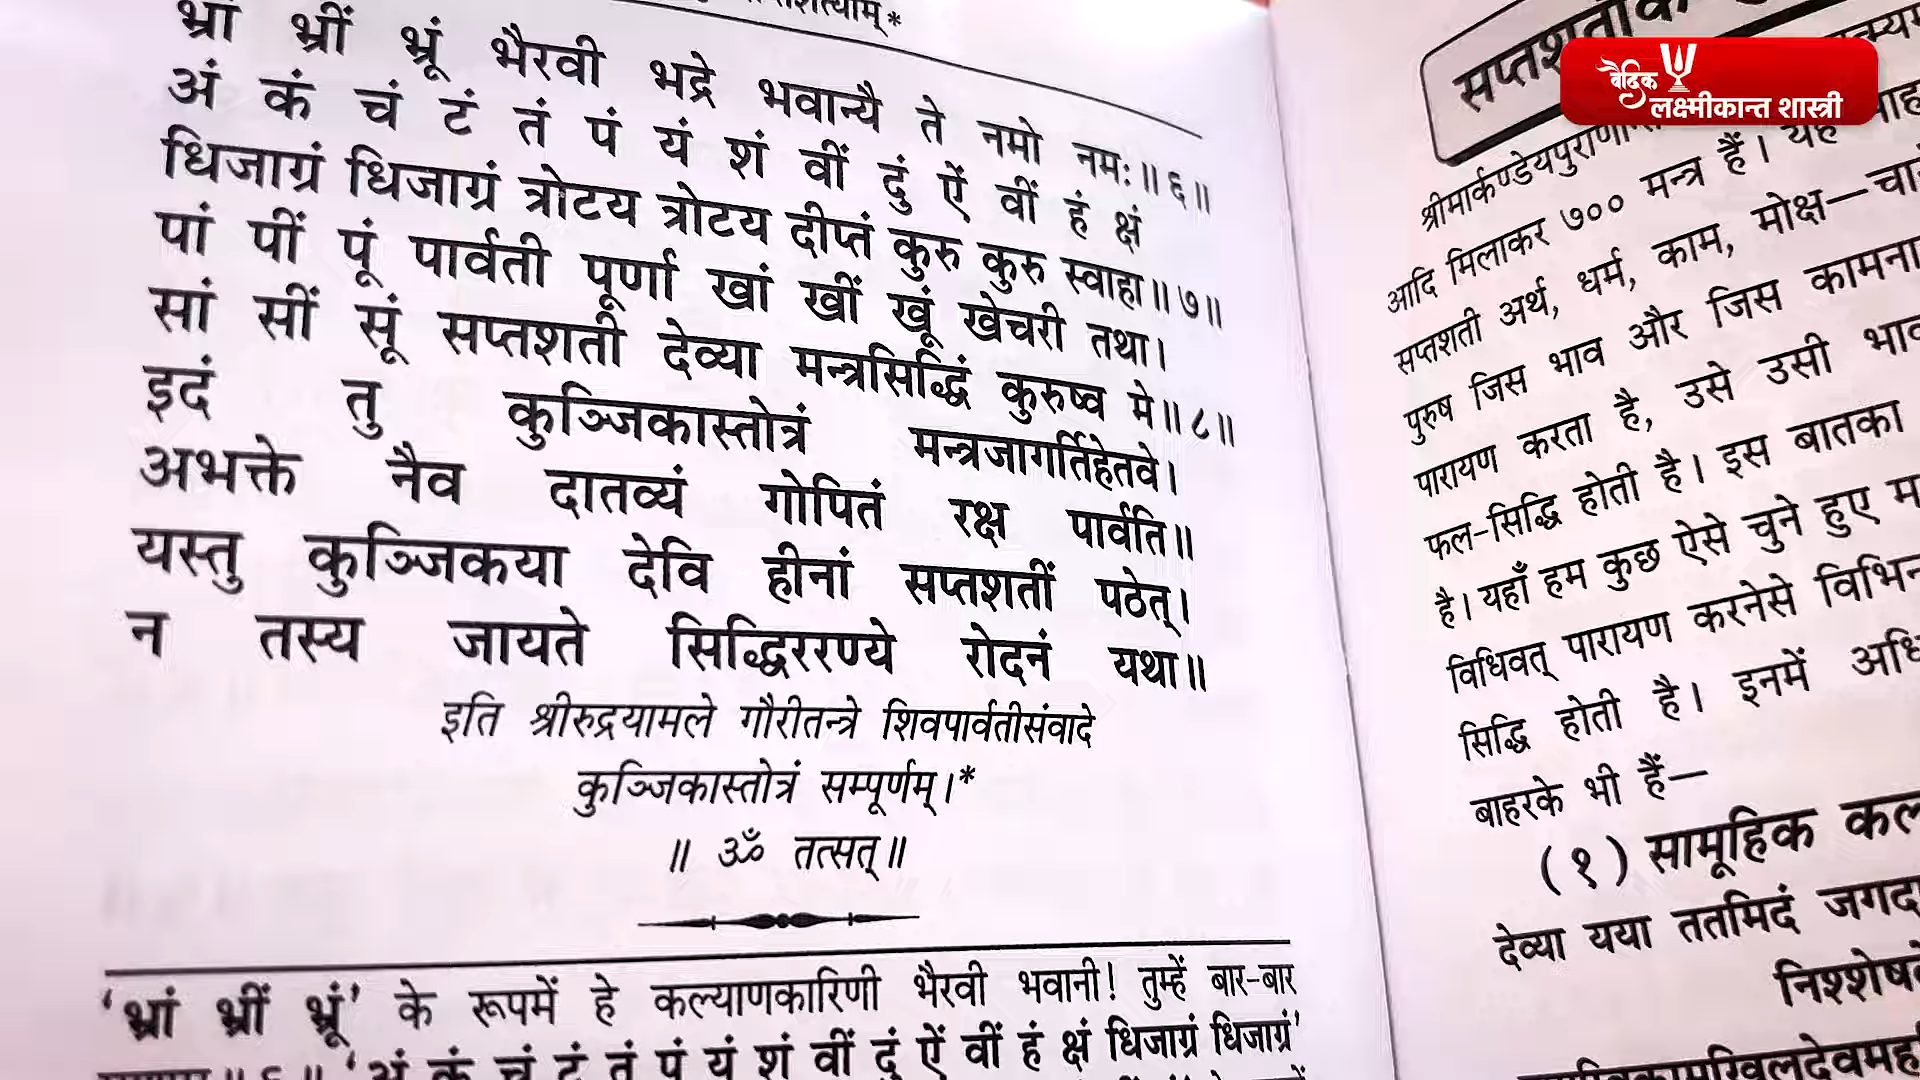 भ्रां भ्रीं भ्रूं भैरवी भद्रे भवान्यै ते नमो नमः॥६॥
अं कं चं टं तं पं यं शं वीं दुं ऐं वीं हं क्षं
धिजाग्रं धिजाग्रं त्रोटय त्रोटय दीप्तं कुरु कुरु स्वाहा॥७॥
पां पीं पूं पार्वती पूर्णा खां खीं खूं खेचरी तथा।
सां सीं सूं सप्तशती देव्या मन्त्रसिद्धिं कुरुष्व मे॥८॥
इदं तु कुञ्जिकास्तोत्रं मन्त्रजागर्तिहेतवे।
अभक्ते नैव दातव्यं गोपितं रक्ष पार्वति॥
यस्तु कुञ्जिकया देवि हीनां सप्तशतीं पठेत्।
न तस्य जायते सिद्धिररण्ये रोदनं यथा॥
इति श्रीरुद्रयामले गौरीतन्त्रे शिवपार्वतीसंवादे
कुञ्जिकास्तोत्रं सम्पूर्णम्।*
॥ ॐ तत्सत्॥
'भ्रां भ्रीं भ्रूं' के रूपमें हे कल्याणकारिणी भैरवी भवानी! तुम्हें बार-बार
'अं कं चं टं तं पं यं शं वीं दुं ऐं वीं हं क्षं धिजाग्रं धिजाग्रं'
वैदिक
लक्ष्मीकान्त शास्त्री
आदि मिलाकर ७०० मन्त्र हैं। यह
सप्तशती अर्थ, धर्म, काम, मोक्ष—
पुरुष जिस भाव और जिस कामना
पारायण करता है, उसे उसी
फल-सिद्धि होती है। इस बातका
है। यहाँ हम कुछ ऐसे चुने हुए
विधिवत् पारायण करनेसे
सिद्धि होती है। इनमें
बाहरके भी हैं—
(१) सामूहिक
देव्या यया ततमिदं